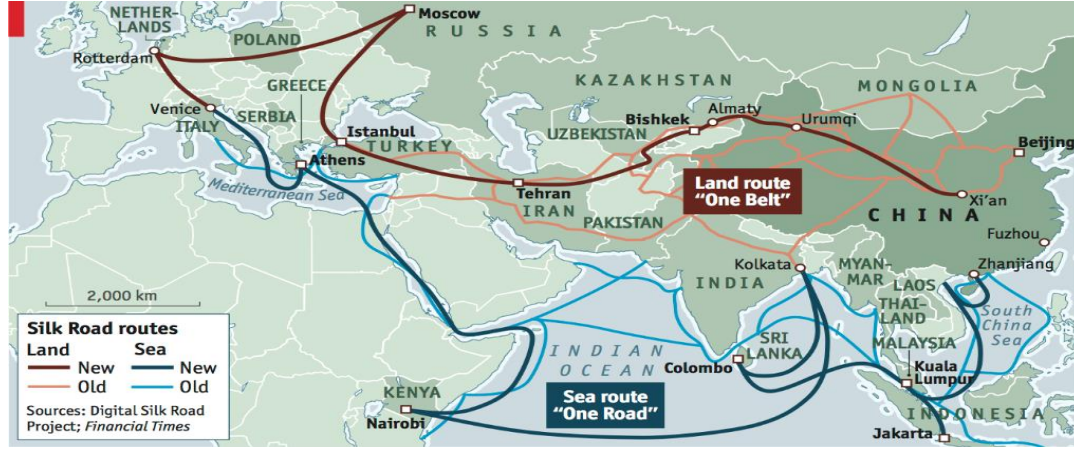 NETHER-
LANDS
Moscow
RUSSIA
POLAND
Rotterdam
GREECE
KAZAKHSTAN
MONGOLIA
Venice
ITALY
SERBIA
Almaty
Bishkek
Urumqi
Istanbul
UZBEKISTAN
TURKEY
Beijing
Athens
Mediterranean Sea
Tehran
IRAN
Land route
“One Belt”
Xi’an
PAKISTAN
CHINA
Fuzhou
Kolkata
MYAN-
MAR
Zhanjiang
INDIA
LAOS
2,000 km
THAI-
LAND
South
China
Sea
Silk Road routes
Land Sea
New New
Old Old
Sources: Digital Silk Road
Project; Financial Times
SRI
LANKA
MALAYSIA
INDIAN
OCEAN
Colombo
Kuala
Lumpur
KENYA
Sea route
“One Road”
Nairobi
INDONESIA
Jakarta